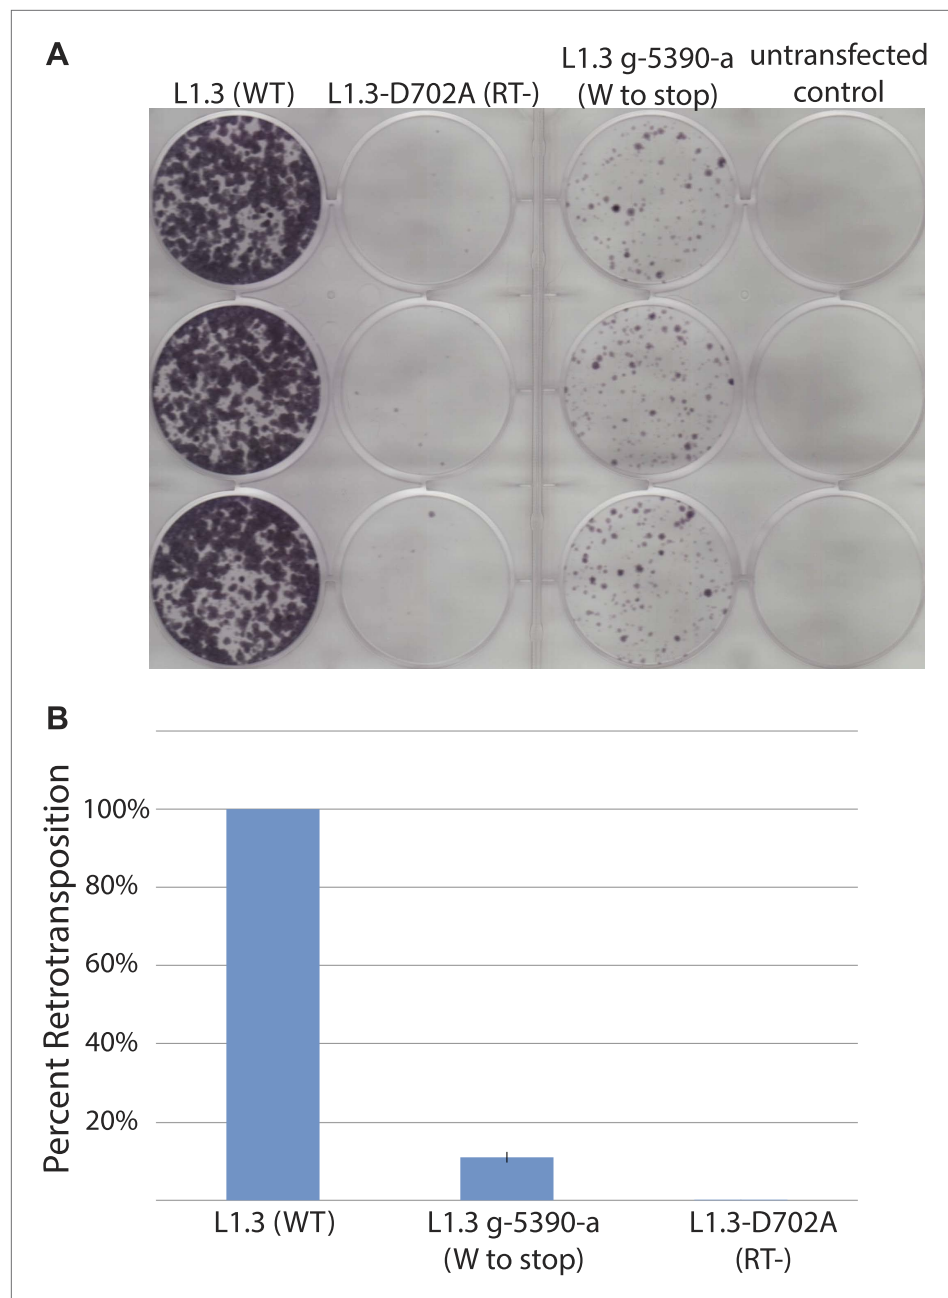 A
L1.3 (WT)
L1.3-D702A (RT-)
L1.3 g-5390-a
(W to stop)
untransfected
control
B
Percent Retrotransposition
100%
80%
60%
40%
20%
L1.3 (WT)
L1.3 g-5390-a
(W to stop)
L1.3-D702A
(RT-)